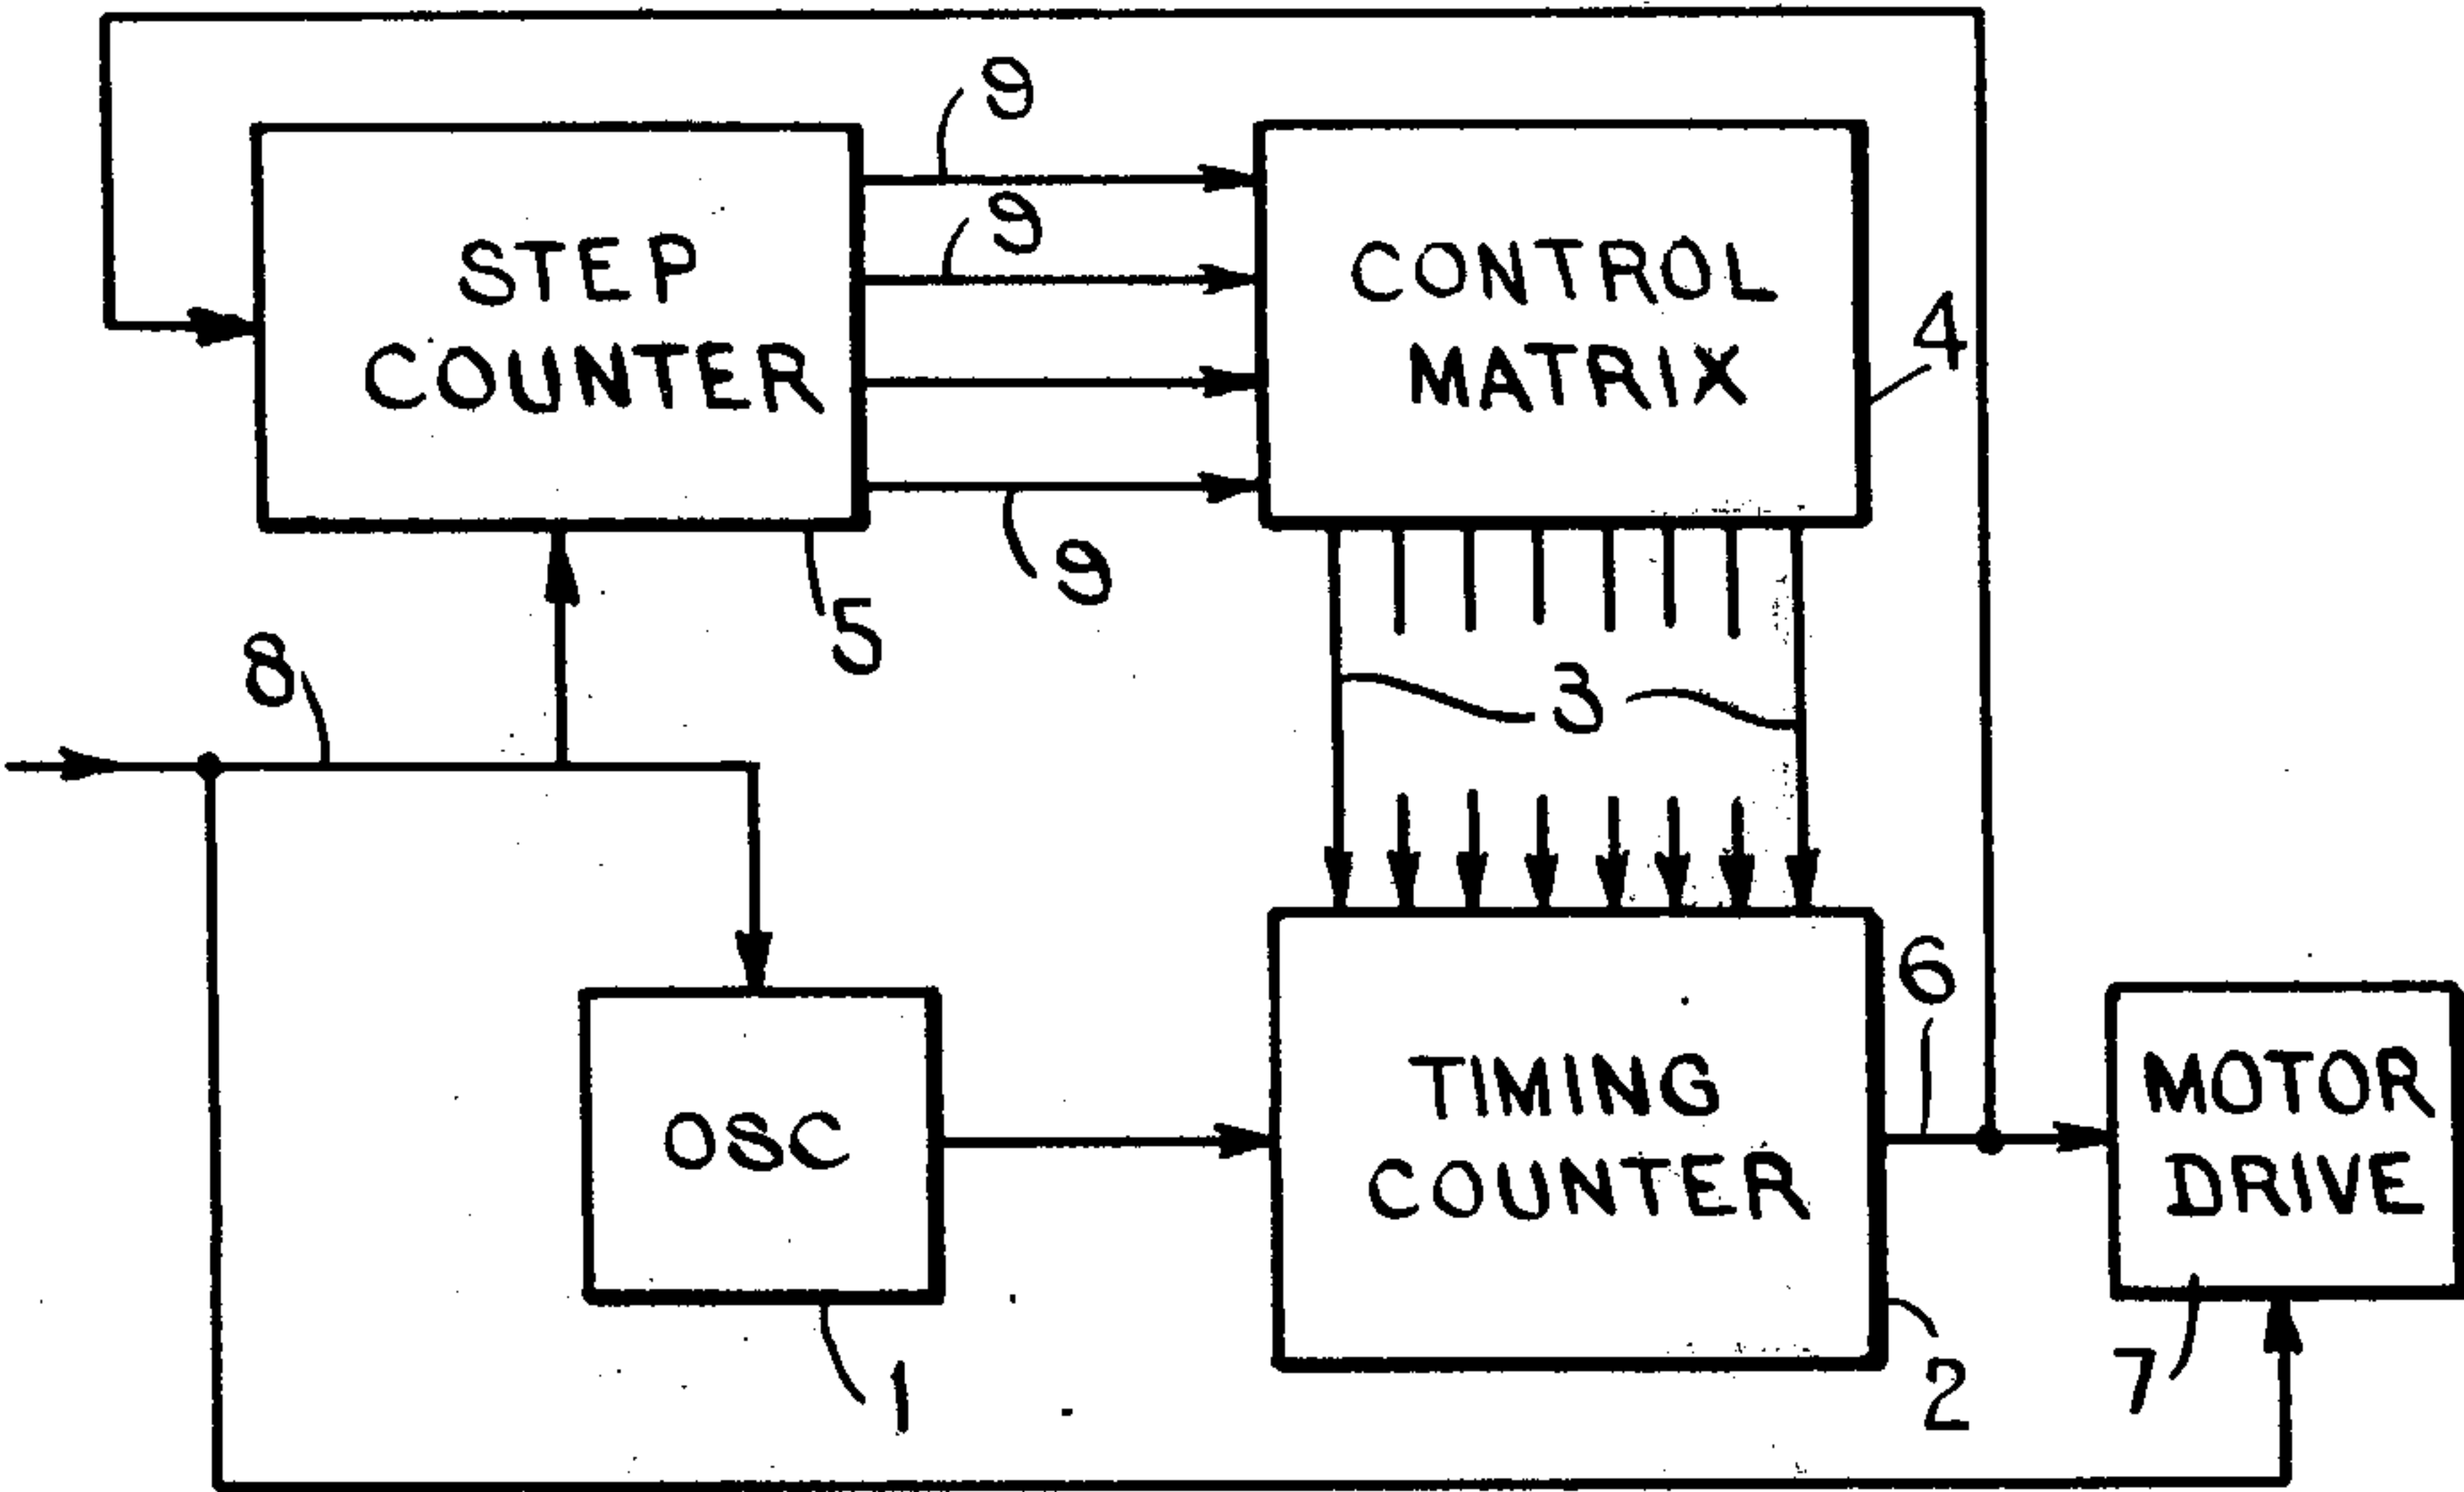 9
9
STEP
COUNTER
CONTROL
MATRIX
4
9
5
8
3
6
OSC
TIMING
COUNTER
MOTOR
DRIVE
1
2
7